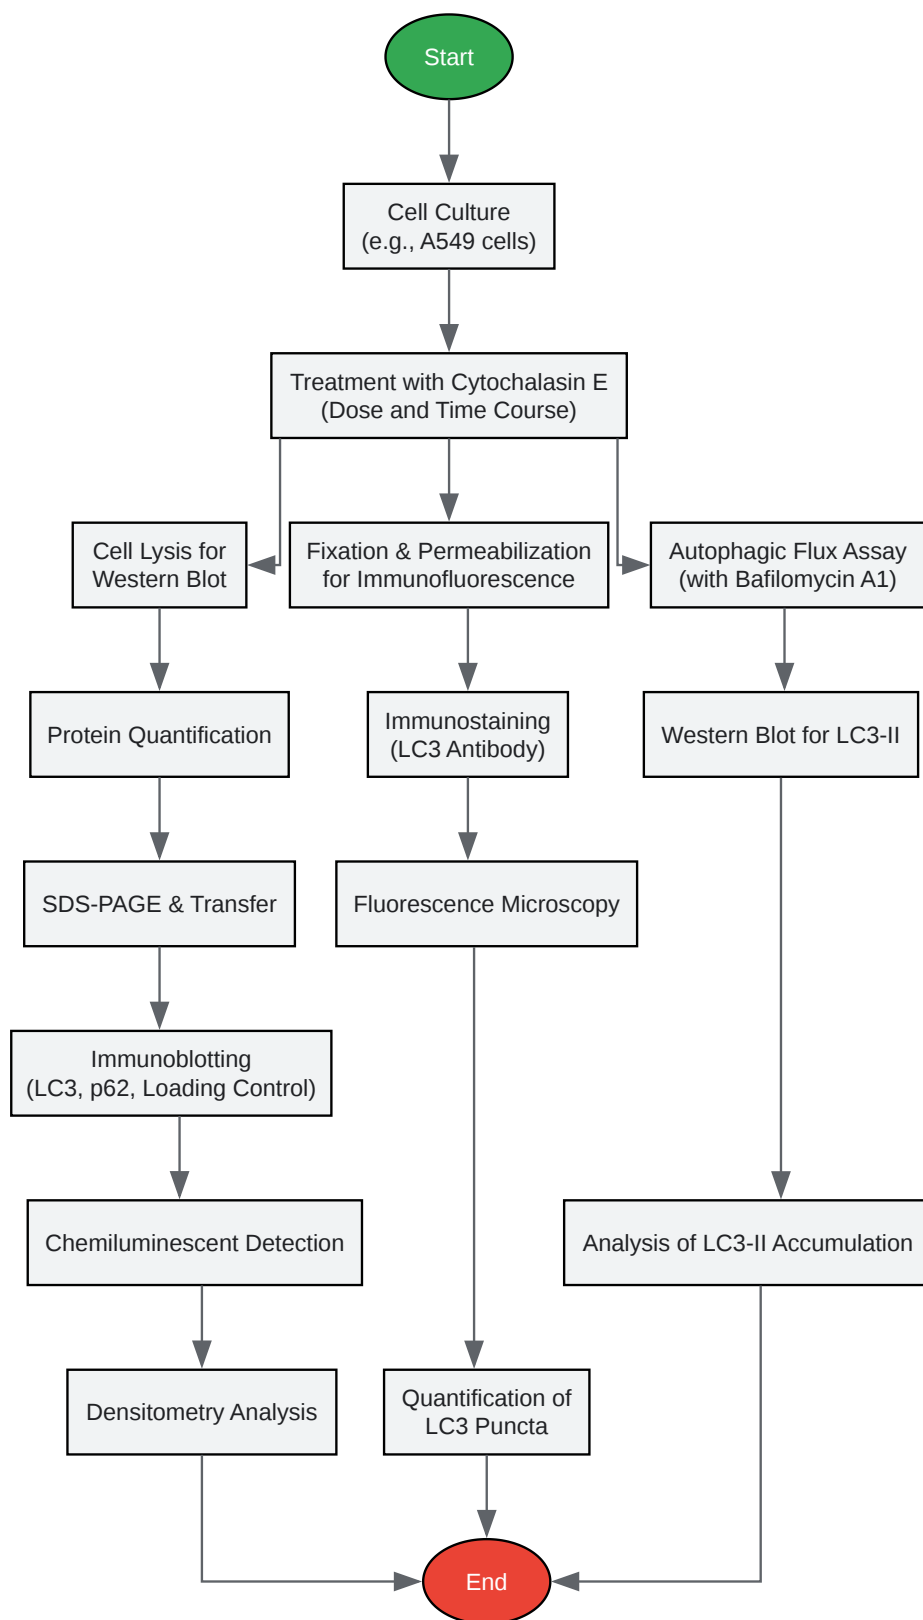 Start
Cell Culture
(e.g., A549 cells)
Treatment with Cytochalasin E
(Dose and Time Course)
Cell Lysis for
Western Blot
Fixation & Permeabilization
for Immunofluorescence
Autophagic Flux Assay
(with Bafilomycin A1)
Protein Quantification
Immunostaining
(LC3 Antibody)
Western Blot for LC3-II
SDS-PAGE & Transfer
Fluorescence Microscopy
Immunoblotting
(LC3, p62, Loading Control)
Chemiluminescent Detection
Analysis of LC3-II Accumulation
Densitometry Analysis
Quantification of
LC3 Puncta
End